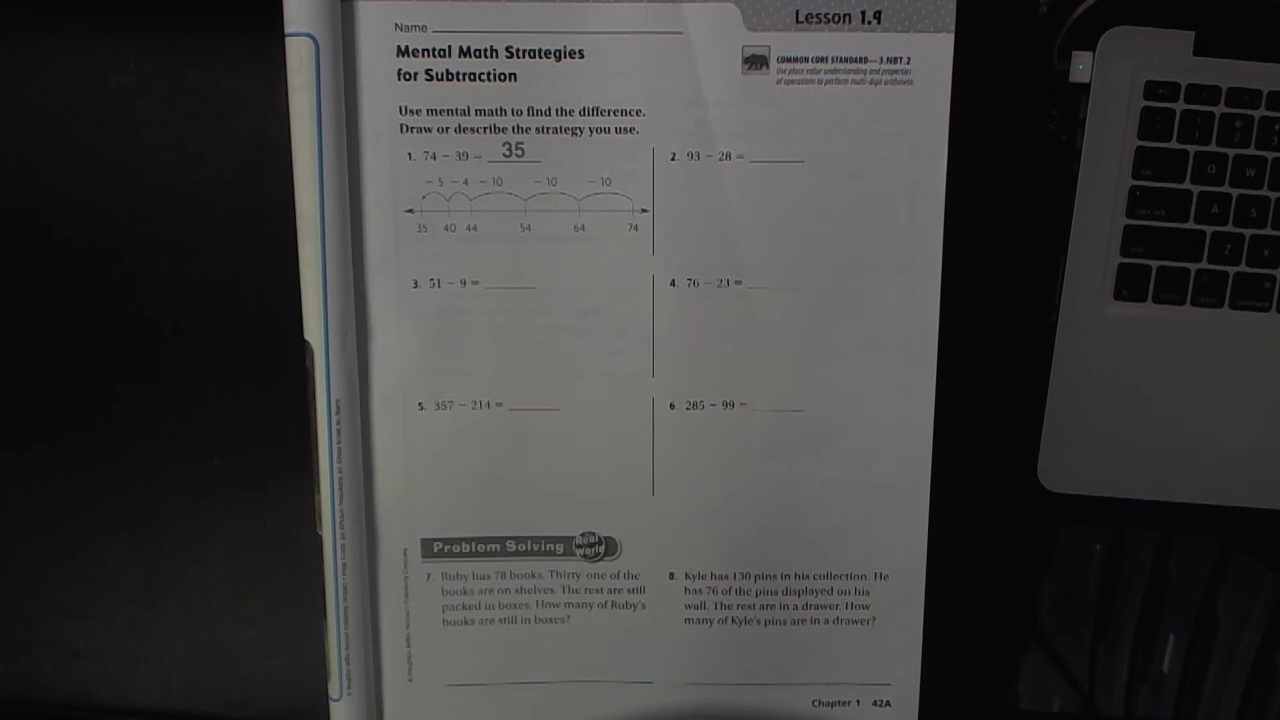 Lesson 1.9
Name
Mental Math Strategies
for Subtraction
COMMON CORE STANDARD—3.NBT.2
Use place value understanding and properties
of operations to perform multi-digit arithmetic.
Use mental math to find the difference.
Draw or describe the strategy you use.
1. 74 − 39 = 35
− 5 − 4 − 10 − 10 − 10
35 40 44 54 64 74
2. 93 − 28 =
3. 51 − 9 =
4. 76 − 23 =
5. 357 − 214 =
6. 285 − 99 =
Problem Solving Real World
7. Ruby has 78 books. Thirty-one of the
books are on shelves. The rest are still
packed in boxes. How many of Ruby's
books are still in boxes?
8. Kyle has 130 pins in his collection. He
has 76 of the pins displayed on his
wall. The rest are in a drawer. How
many of Kyle's pins are in a drawer?
Chapter 1 42A
Q W
A S
Z X